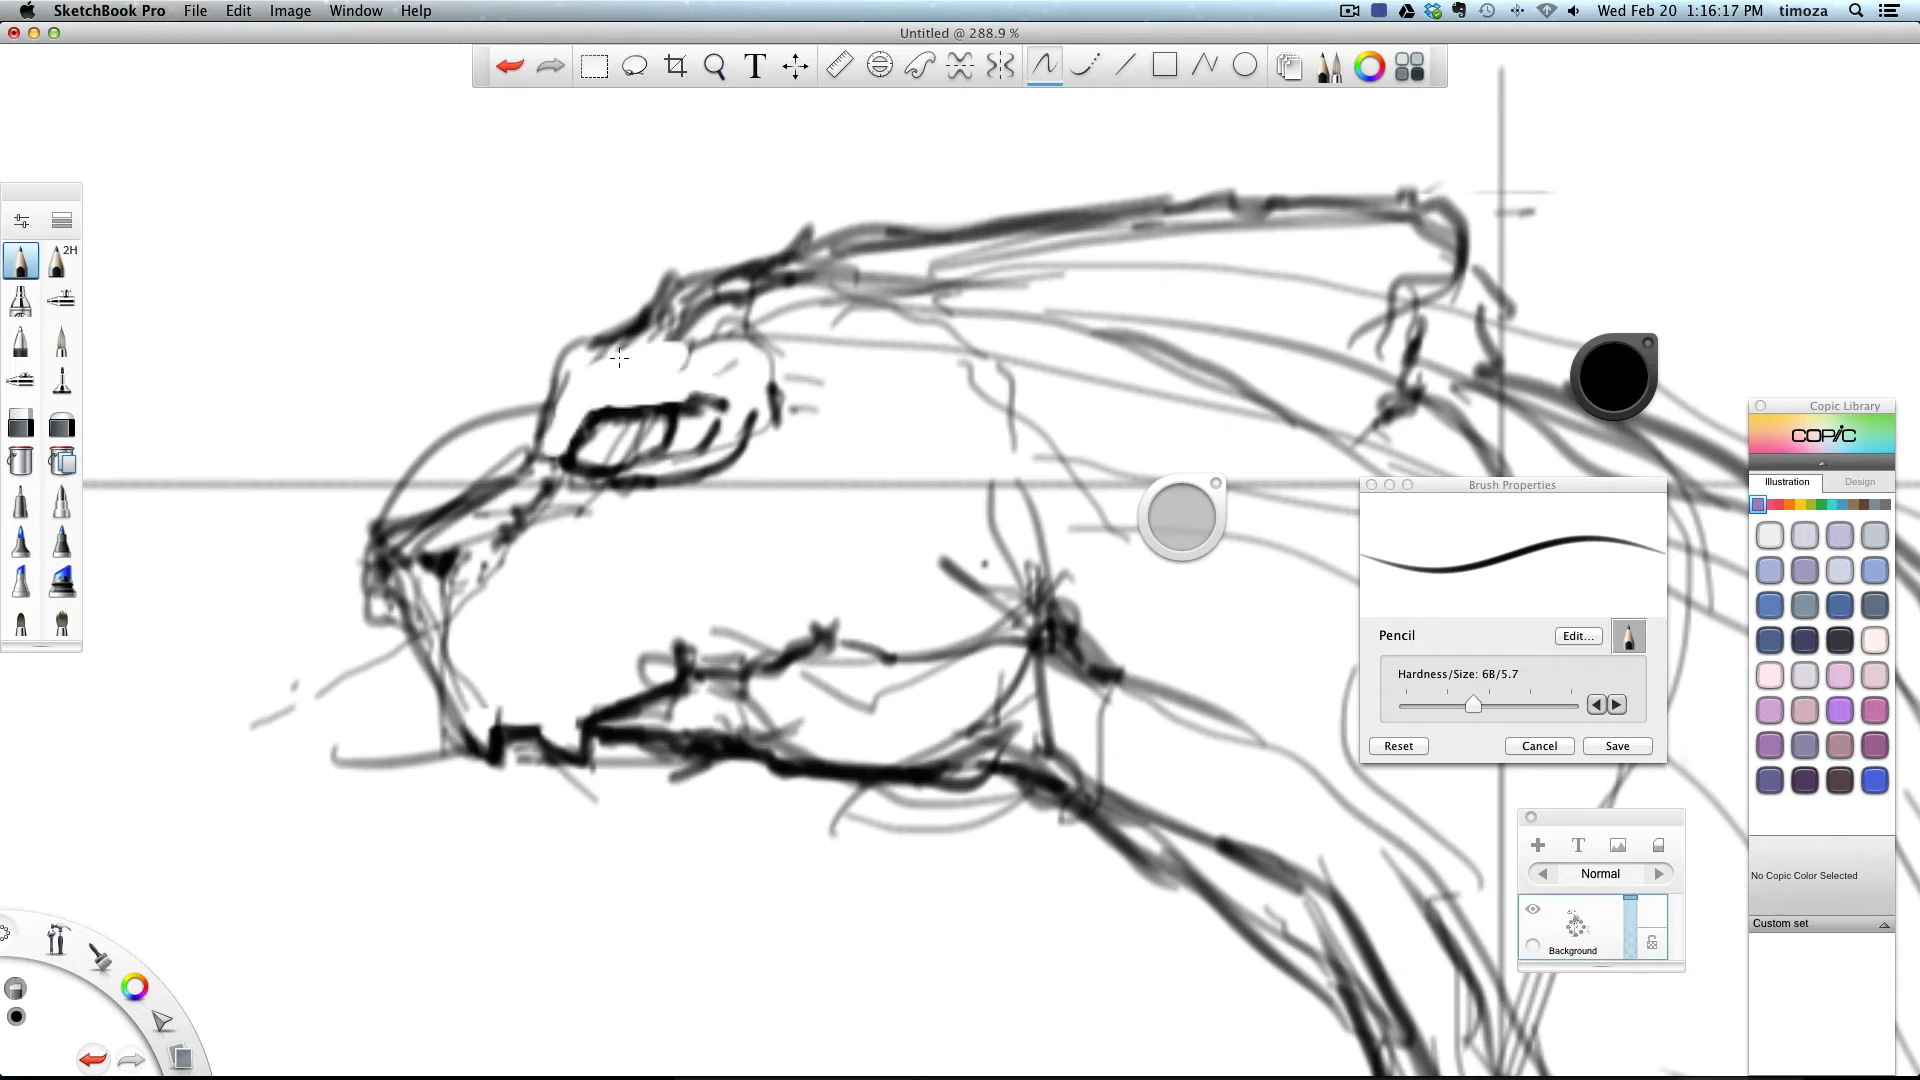 SketchBook Pro File Edit Image Window Help
Wed Feb 20 1:16:17 PM timoza
Untitled @ 288.9 %
T
2H
Copic Library
COPIC
Illustration Design
Brush Properties
Pencil Edit...
Hardness/Size: 6B/5.7
Reset Cancel Save
T
Normal
Background
No Copic Color Selected
Custom set